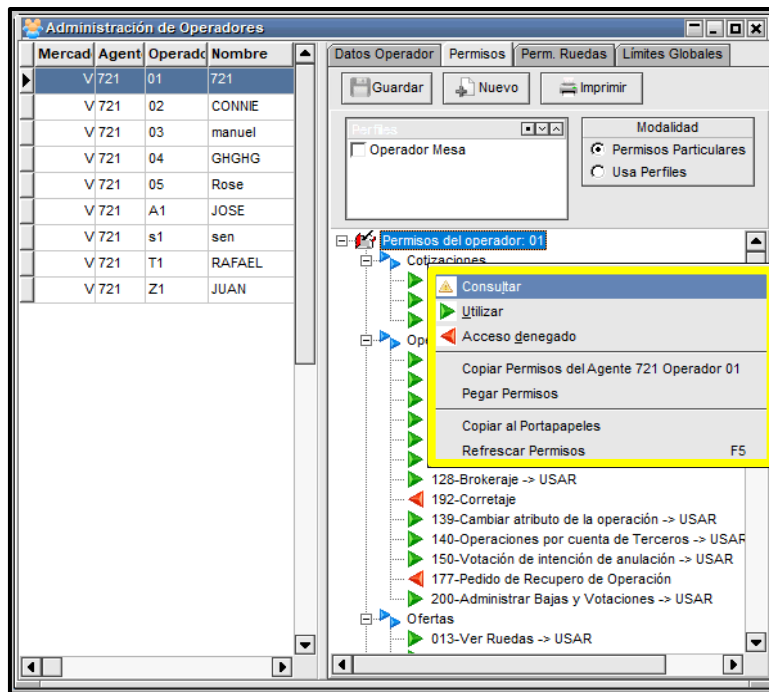 Administración de Operadores
Mercad Agent Operado Nombre
V 721 01 721
V 721 02 CONNIE
V 721 03 manuel
V 721 04 GHGHG
V 721 05 Rose
V 721 A1 JOSE
V 721 s1 sen
V 721 T1 RAFAEL
V 721 Z1 JUAN
Datos Operador Permisos Perm. Ruedas Límites Globales
Guardar Nuevo Imprimir
Perfiles
Operador Mesa
Modalidad
Permisos Particulares
Usa Perfiles
Permisos del operador: 01
Cotizaciones
Ope
Consultar
Utilizar
Acceso denegado
Copiar Permisos del Agente 721 Operador 01
Pegar Permisos
Copiar al Portapapeles
Refrescar Permisos F5
128-Brokeraje -> USAR
192-Corretaje
139-Cambiar atributo de la operación -> USAR
140-Operaciones por cuenta de Terceros -> USAR
150-Votación de intención de anulación -> USAR
177-Pedido de Recupero de Operación
200-Administrar Bajas y Votaciones -> USAR
Ofertas
013-Ver Ruedas -> USAR